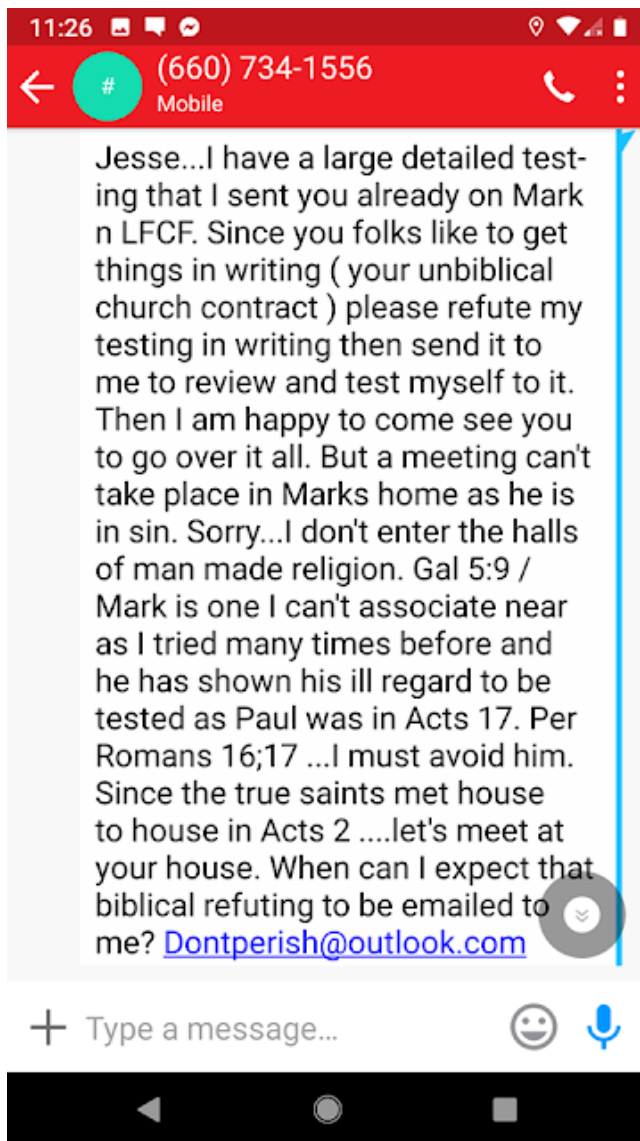 11:26
(660) 734-1556
#
Mobile
Jesse...I have a large detailed test-
ing that I sent you already on Mark
n LFCF. Since you folks like to get
things in writing ( your unbiblical
church contract ) please refute my
testing in writing then send it to
me to review and test myself to it.
Then I am happy to come see you
to go over it all. But a meeting can't
take place in Marks home as he is
in sin. Sorry...I don't enter the halls
of man made religion. Gal 5:9 /
Mark is one I can't associate near
as I tried many times before and
he has shown his ill regard to be
tested as Paul was in Acts 17. Per
Romans 16;17 ...I must avoid him.
Since the true saints met house
to house in Acts 2 ....let's meet at
your house. When can I expect that
biblical refuting to be emailed to
me? Dontperish@outlook.com
Type a message...